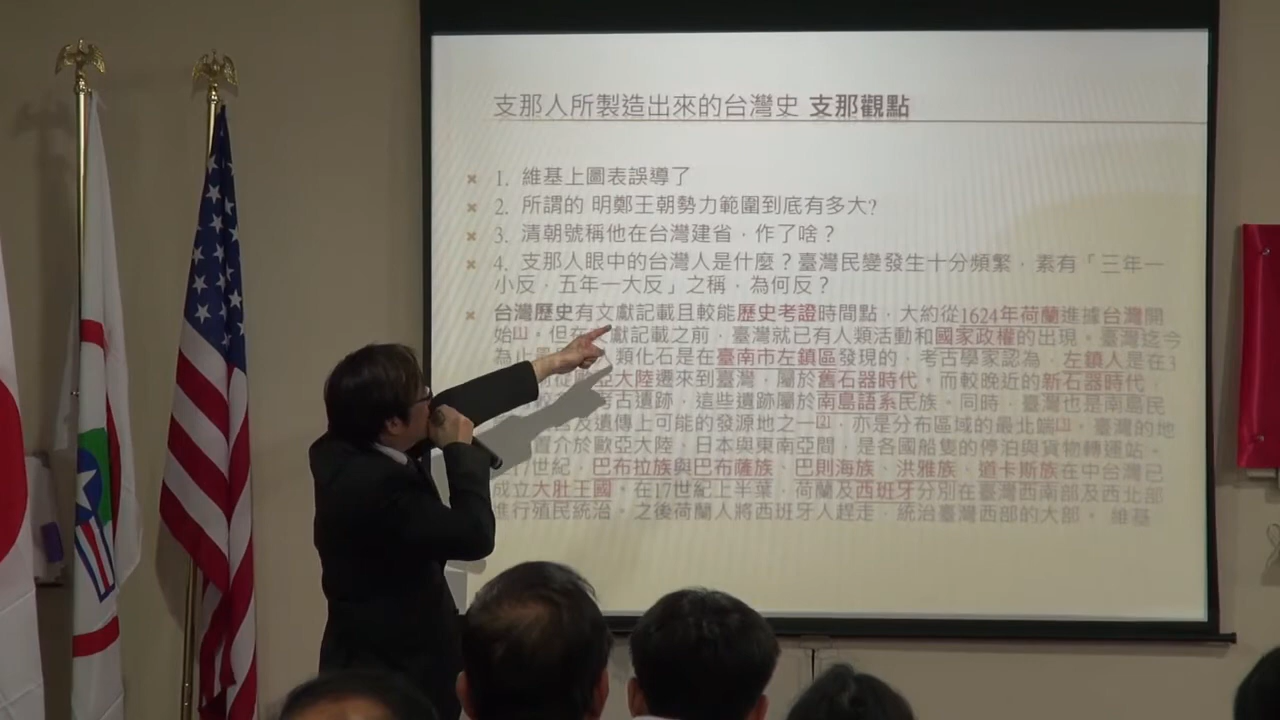 支那人所製造出來的台灣史 支那觀點
1. 維基上圖表誤導了
2. 所謂的 明鄭王朝勢力範圍到底有多大?
3. 清朝號稱他在台灣建省，作了啥？
4. 支那人眼中的台灣人是什麼？臺灣民變發生十分頻繁，素有「三年一
小反，五年一大反」之稱，為何反？
台灣歷史有文獻記載且較能歷史考證時間點，大約從1624年荷蘭進據台灣開
始[1]。但在文獻記載之前，臺灣就已有人類活動和國家政權的出現。臺灣迄今
為止 類化石是在臺南市左鎮區發現的，考古學家認為，左鎮人是在3
亞大陸遷來到臺灣，屬於舊石器時代。而較晚近的新石器時代
考古遺跡，這些遺跡屬於南島語系民族。同時，臺灣也是南島民
及遺傳上可能的發源地之一[2]，亦是分布區域的最北端，臺灣的地
置介於歐亞大陸、日本與東南亞間，是各國船隻的停泊與貨物轉運站。
17世紀，巴布拉族與巴布薩族、巴則海族、洪雅族、道卡斯族在中台灣已
成立大肚王國。在17世紀上半葉，荷蘭及西班牙分別在臺灣西南部及西北部
進行殖民統治。之後荷蘭人將西班牙人趕走，統治臺灣西部的大部。 維基